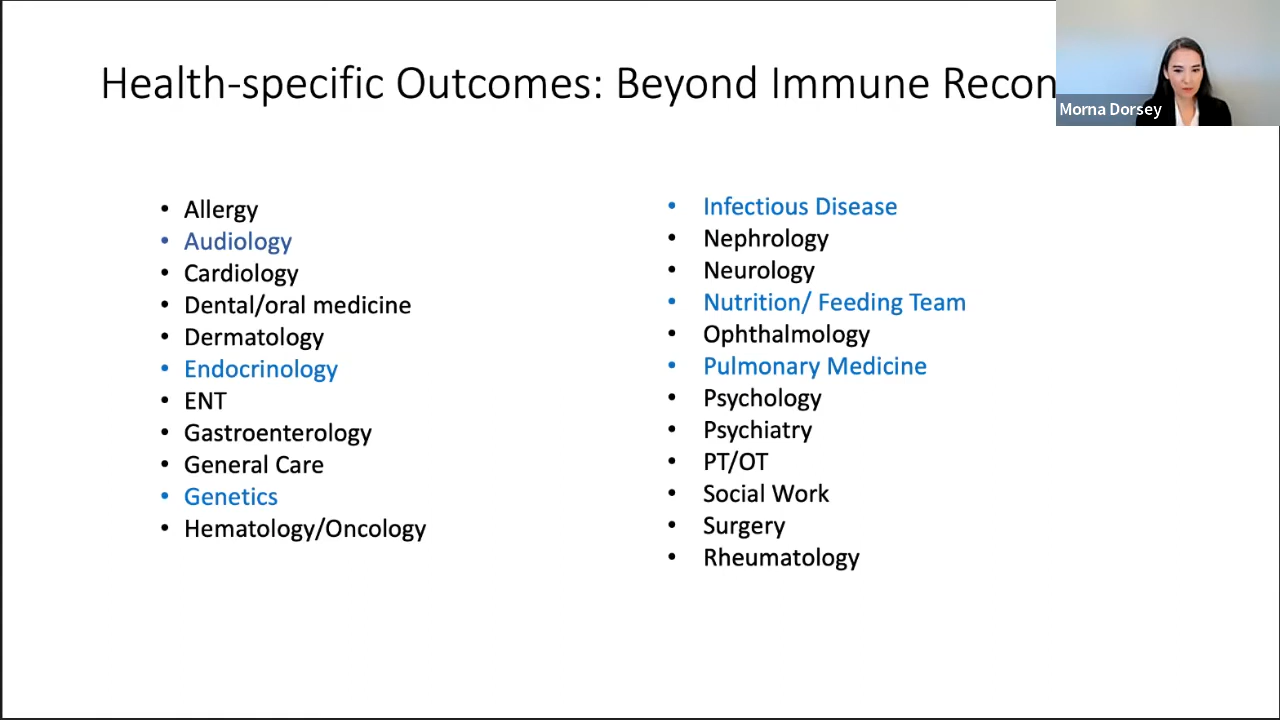 Health-specific Outcomes: Beyond Immune Recon
Morna Dorsey
• Allergy
• Audiology
• Cardiology
• Dental/oral medicine
• Dermatology
• Endocrinology
• ENT
• Gastroenterology
• General Care
• Genetics
• Hematology/Oncology
• Infectious Disease
• Nephrology
• Neurology
• Nutrition/ Feeding Team
• Ophthalmology
• Pulmonary Medicine
• Psychology
• Psychiatry
• PT/OT
• Social Work
• Surgery
• Rheumatology